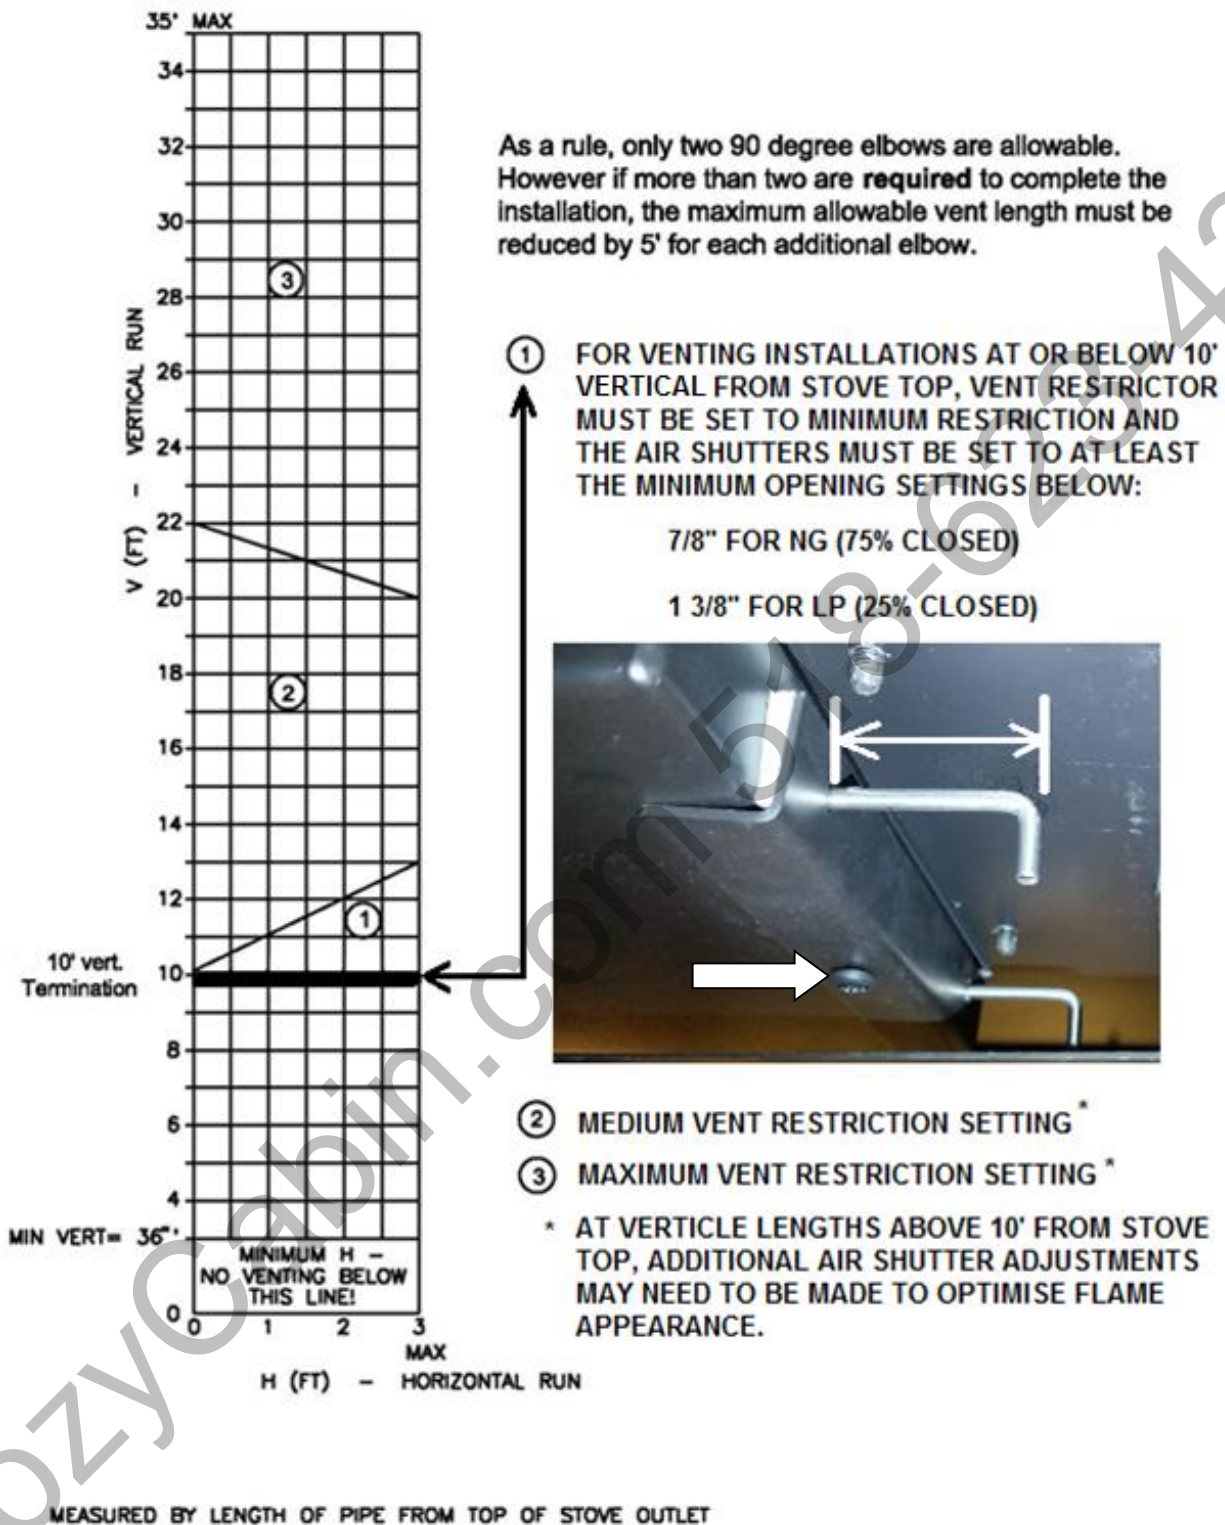 35' MAX
34
32
30
28
26
24
22
20
18
16
14
12
10
8
6
4
0
V (FT) - VERTICAL RUN
3
2
1
10' vert.
Termination
MIN VERT= 36"
MINIMUM H -
NO VENTING BELOW
THIS LINE!
0 1 2 3
MAX
H (FT) - HORIZONTAL RUN
As a rule, only two 90 degree elbows are allowable.
However if more than two are required to complete the
installation, the maximum allowable vent length must be
reduced by 5' for each additional elbow.
1 FOR VENTING INSTALLATIONS AT OR BELOW 10'
VERTICAL FROM STOVE TOP, VENT RESTRICTOR
MUST BE SET TO MINIMUM RESTRICTION AND
THE AIR SHUTTERS MUST BE SET TO AT LEAST
THE MINIMUM OPENING SETTINGS BELOW:
7/8" FOR NG (75% CLOSED)
1 3/8" FOR LP (25% CLOSED)
2 MEDIUM VENT RESTRICTION SETTING *
3 MAXIMUM VENT RESTRICTION SETTING *
* AT VERTICLE LENGTHS ABOVE 10' FROM STOVE
TOP, ADDITIONAL AIR SHUTTER ADJUSTMENTS
MAY NEED TO BE MADE TO OPTIMISE FLAME
APPEARANCE.
MEASURED BY LENGTH OF PIPE FROM TOP OF STOVE OUTLET
ozyCabin.com 518-623-4